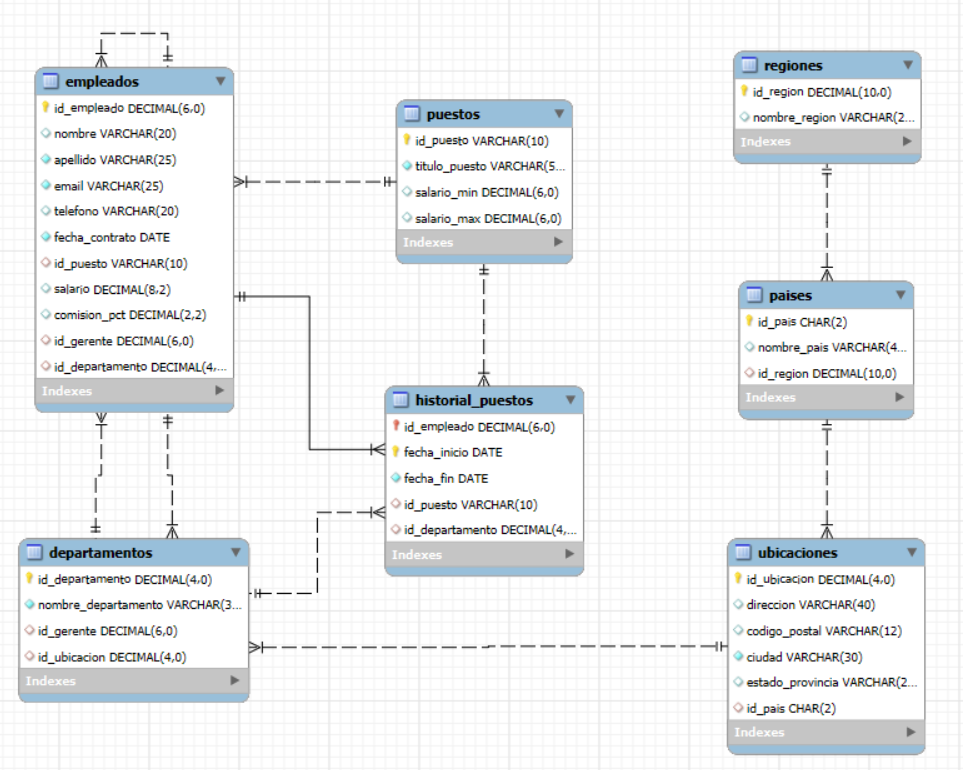 empleados
id_empleado DECIMAL(6,0)
nombre VARCHAR(20)
apellido VARCHAR(25)
email VARCHAR(25)
telefono VARCHAR(20)
fecha_contrato DATE
id_puesto VARCHAR(10)
salario DECIMAL(8,2)
comision_pct DECIMAL(2,2)
id_gerente DECIMAL(6,0)
id_departamento DECIMAL(4,...
Indexes
puestos
id_puesto VARCHAR(10)
titulo_puesto VARCHAR(5...
salario_min DECIMAL(6,0)
salario_max DECIMAL(6,0)
Indexes
regiones
id_region DECIMAL(10,0)
nombre_region VARCHAR(2...
Indexes
paises
id_pais CHAR(2)
nombre_pais VARCHAR(4...
id_region DECIMAL(10,0)
Indexes
historial_puestos
id_empleado DECIMAL(6,0)
fecha_inicio DATE
fecha_fin DATE
id_puesto VARCHAR(10)
id_departamento DECIMAL(4,...
Indexes
departamentos
id_departamento DECIMAL(4,0)
nombre_departamento VARCHAR(3...
id_gerente DECIMAL(6,0)
id_ubicacion DECIMAL(4,0)
Indexes
ubicaciones
id_ubicacion DECIMAL(4,0)
direccion VARCHAR(40)
codigo_postal VARCHAR(12)
ciudad VARCHAR(30)
estado_provincia VARCHAR(2...
id_pais CHAR(2)
Indexes